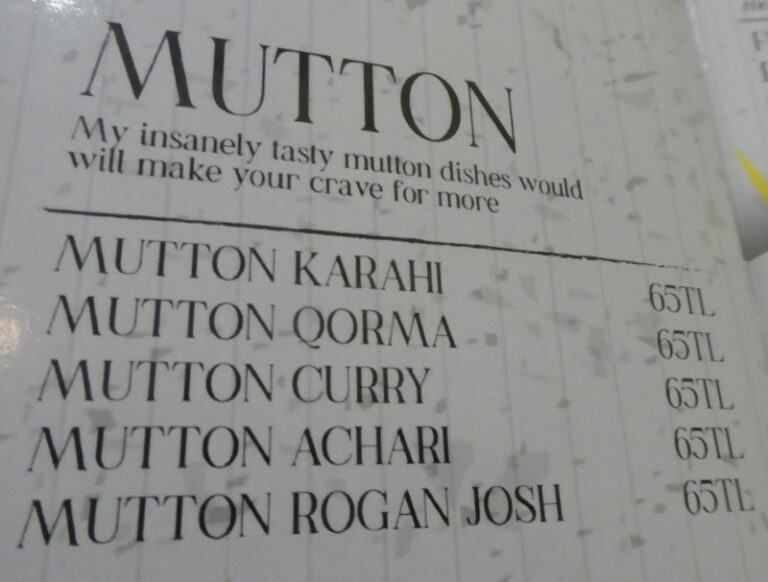 MUTTON
My insanely tasty mutton dishes would
will make your crave for more
MUTTON KARAHI 65TL
MUTTON QORMA 65TL
MUTTON CURRY 65TL
MUTTON ACHARI 65TL
MUTTON ROGAN JOSH 65TL